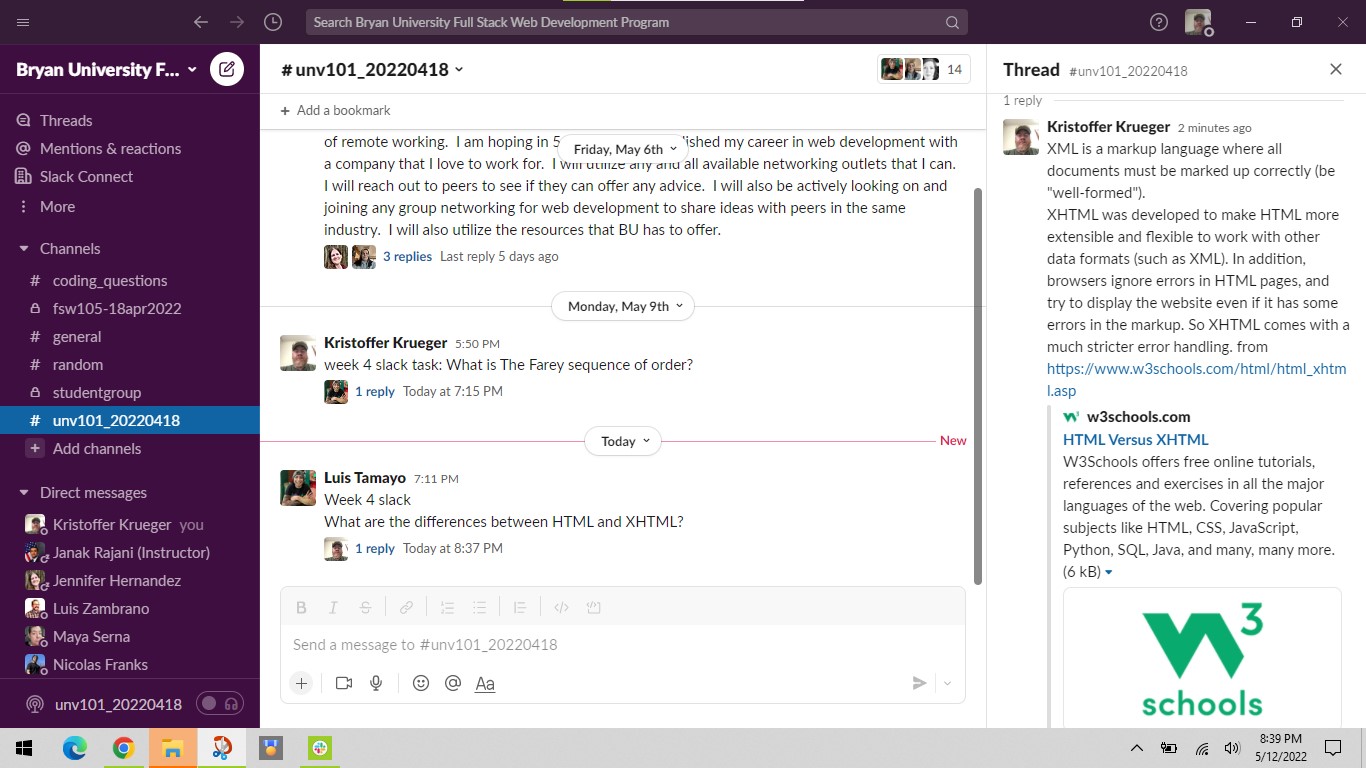 Search Bryan University Full Stack Web Development Program
Bryan University F...
Threads
Mentions & reactions
Slack Connect
More
Channels
# coding_questions
fsw105-18apr2022
# general
# random
studentgroup
# unv101_20220418
+ Add channels
Direct messages
Kristoffer Krueger you
Janak Rajani (Instructor)
Jennifer Hernandez
Luis Zambrano
Maya Serna
Nicolas Franks
unv101_20220418
# unv101_20220418
14
+ Add a bookmark
Friday, May 6th
of remote working. I am hoping in 5 lished my career in web development with
a company that I love to work for. I will utilize any and all available networking outlets that I can.
I will reach out to peers to see if they can offer any advice. I will also be actively looking on and
joining any group networking for web development to share ideas with peers in the same
industry. I will also utilize the resources that BU has to offer.
3 replies Last reply 5 days ago
Monday, May 9th
Kristoffer Krueger 5:50 PM
week 4 slack task: What is The Farey sequence of order?
1 reply Today at 7:15 PM
Today
New
Luis Tamayo 7:11 PM
Week 4 slack
What are the differences between HTML and XHTML?
1 reply Today at 8:37 PM
B I S
Send a message to #unv101_20220418
+ @ Aa
Thread #unv101_20220418
1 reply
Kristoffer Krueger 2 minutes ago
XML is a markup language where all
documents must be marked up correctly (be
"well-formed").
XHTML was developed to make HTML more
extensible and flexible to work with other
data formats (such as XML). In addition,
browsers ignore errors in HTML pages, and
try to display the website even if it has some
errors in the markup. So XHTML comes with a
much stricter error handling. from
https://www.w3schools.com/html/html_xhtm
l.asp
w3schools.com
HTML Versus XHTML
W3Schools offers free online tutorials,
references and exercises in all the major
languages of the web. Covering popular
subjects like HTML, CSS, JavaScript,
Python, SQL, Java, and many, many more.
(6 kB)
W3
schools
8:39 PM
5/12/2022